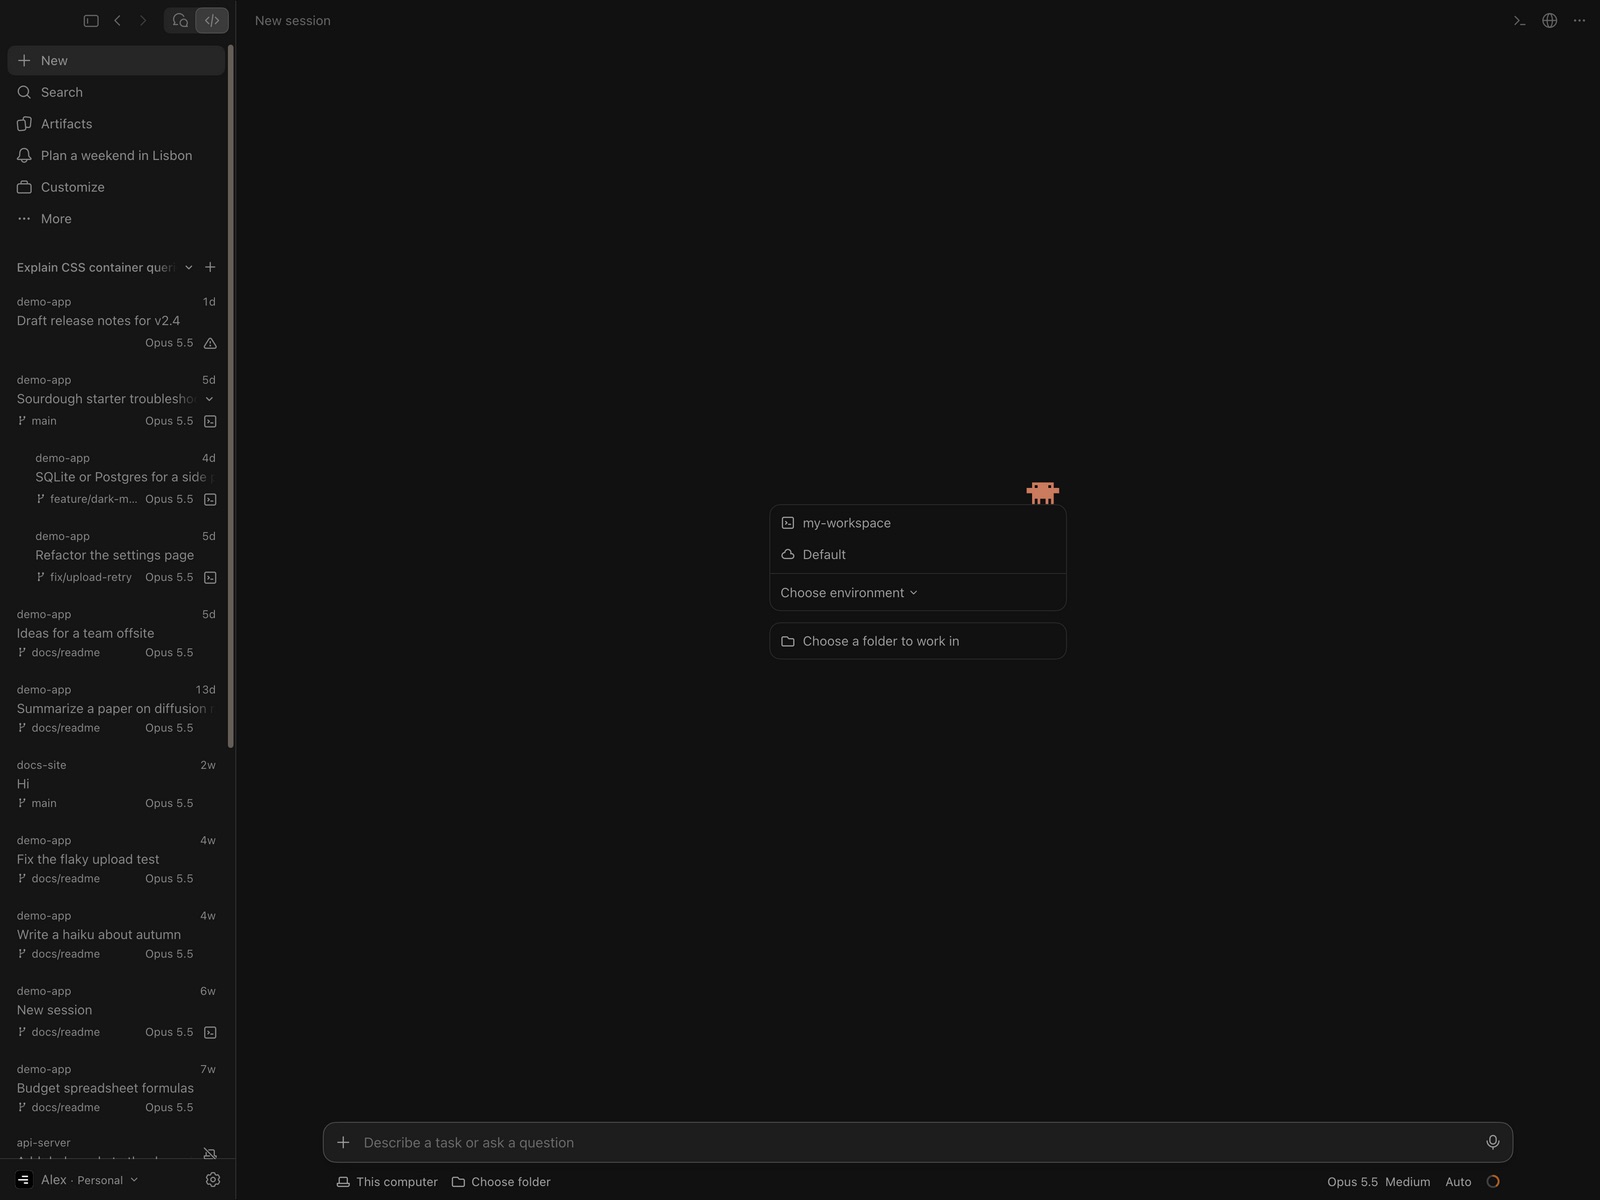 New session
New
Search
Artifacts
Plan a weekend in Lisbon
Customize
More
Explain CSS container quer
demo-app 1d
Draft release notes for v2.4
Opus 5.5
demo-app 5d
Sourdough starter troublesho
main Opus 5.5
demo-app 4d
SQLite or Postgres for a side
feature/dark-m... Opus 5.5
demo-app 5d
Refactor the settings page
fix/upload-retry Opus 5.5
demo-app 5d
Ideas for a team offsite
docs/readme Opus 5.5
demo-app 13d
Summarize a paper on diffusion
docs/readme Opus 5.5
docs-site 2w
Hi
main Opus 5.5
demo-app 4w
Fix the flaky upload test
docs/readme Opus 5.5
demo-app 4w
Write a haiku about autumn
docs/readme Opus 5.5
demo-app 6w
New session
docs/readme Opus 5.5
demo-app 7w
Budget spreadsheet formulas
docs/readme Opus 5.5
api-server
Alex · Personal
my-workspace
Default
Choose environment
Choose a folder to work in
Describe a task or ask a question
This computer Choose folder
Opus 5.5 Medium Auto